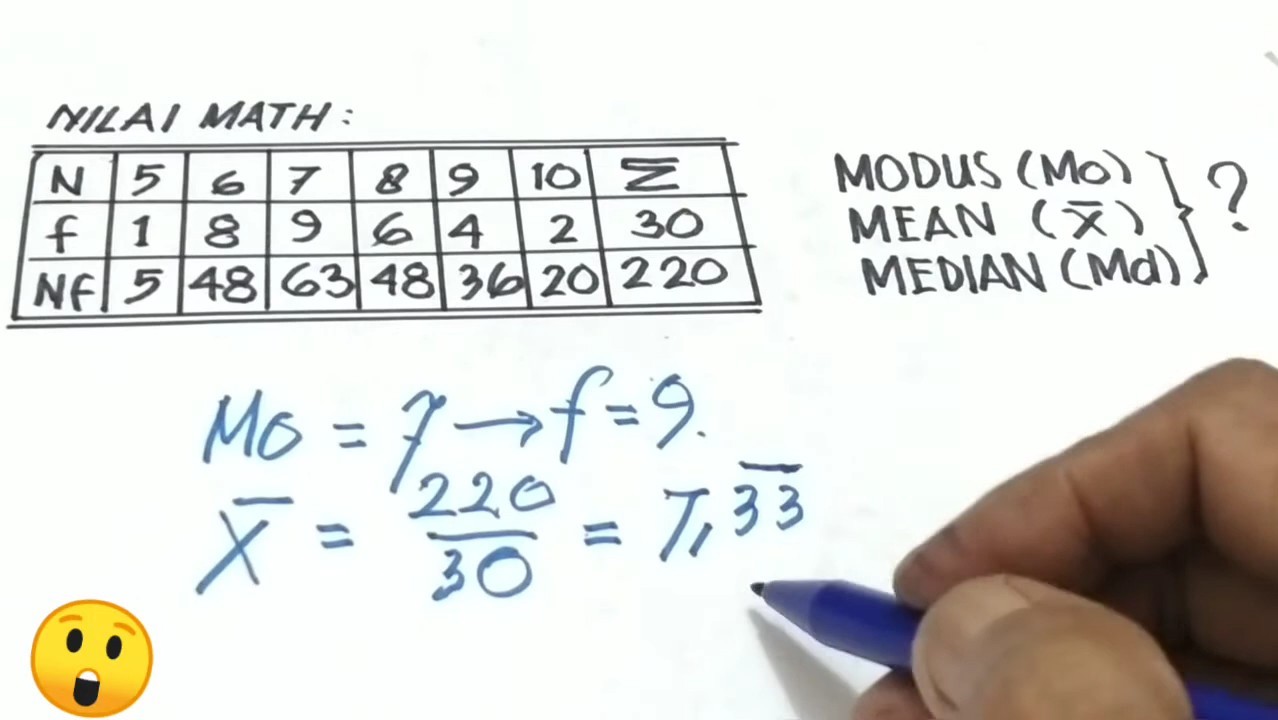 NILAI MATH:
N 5 6 7 8 9 10 Σ
f 1 8 9 6 4 2 30
Nf 5 48 63 48 36 20 220
MODUS (Mo)
MEAN (x̄)
MEDIAN (Md)
?
Mo = 7 → f = 9.
X̄ = 220/30 = 7,3̅3̅